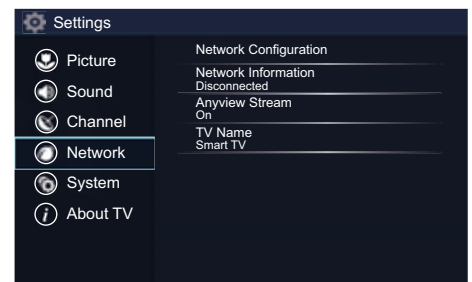 Settings
Picture
Sound
Channel
Network
System
About TV
Network Configuration
Network Information
Disconnected
Anyview Stream
On
TV Name
Smart TV